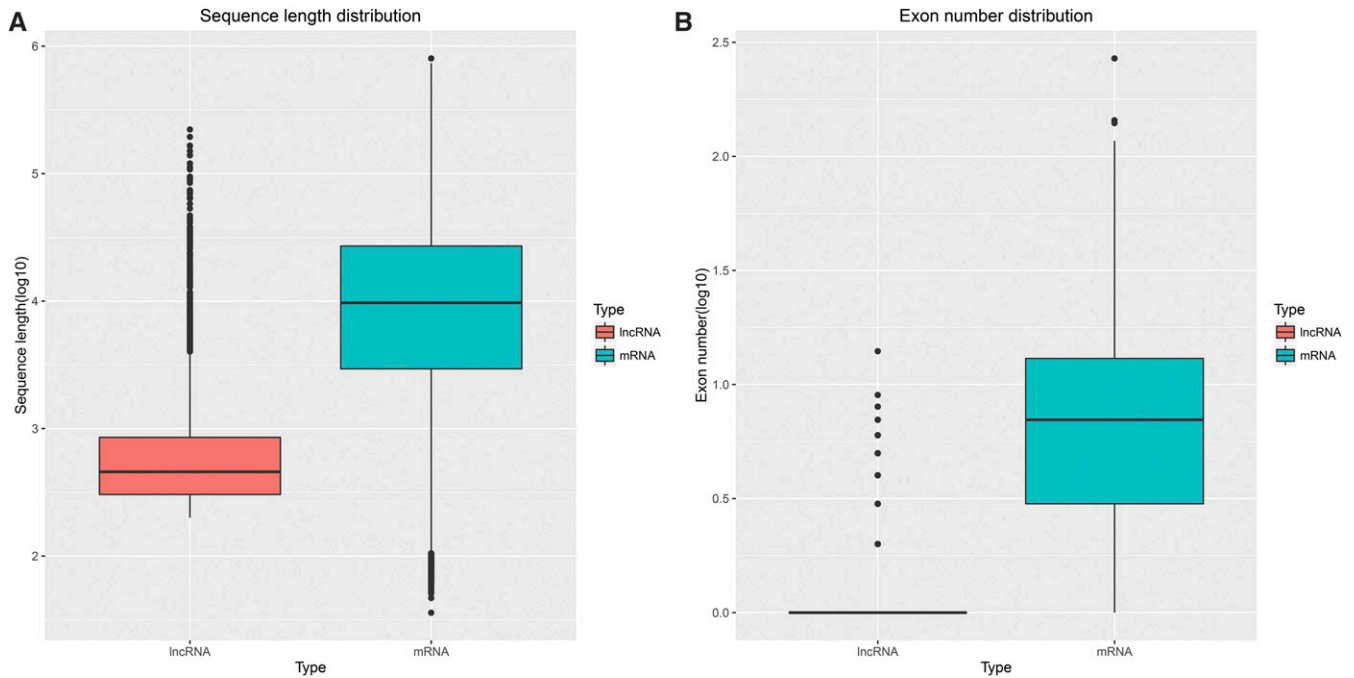 A
Sequence length distribution
Sequence length(log10)
6
5
4
3
2
lncRNA
mRNA
Type
Type
lncRNA
mRNA
B
Exon number distribution
Exon number(log10)
2.5
2.0
1.5
1.0
0.5
0.0
lncRNA
mRNA
Type
Type
lncRNA
mRNA